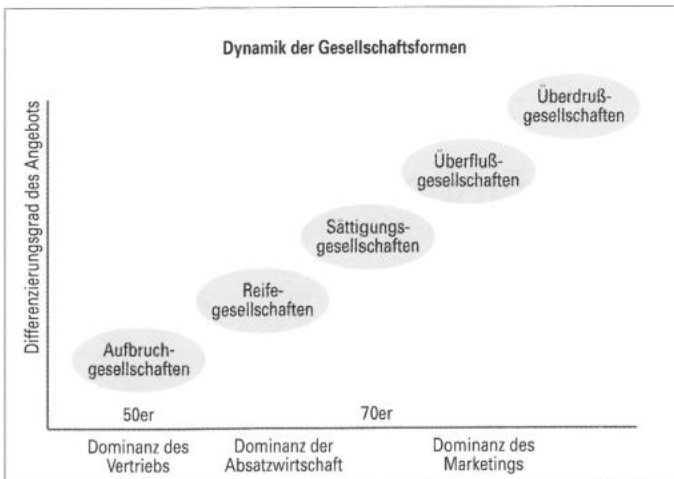 Dynamik der Gesellschaftsformen
Differenzierungsgrad des Angebots
Überdruß-
gesellschaften
Überfluß-
gesellschaften
Sättigungs-
gesellschaften
Reife-
gesellschaften
Aufbruch-
gesellschaften
50er
70er
Dominanz des
Vertriebs
Dominanz der
Absatzwirtschaft
Dominanz des
Marketings